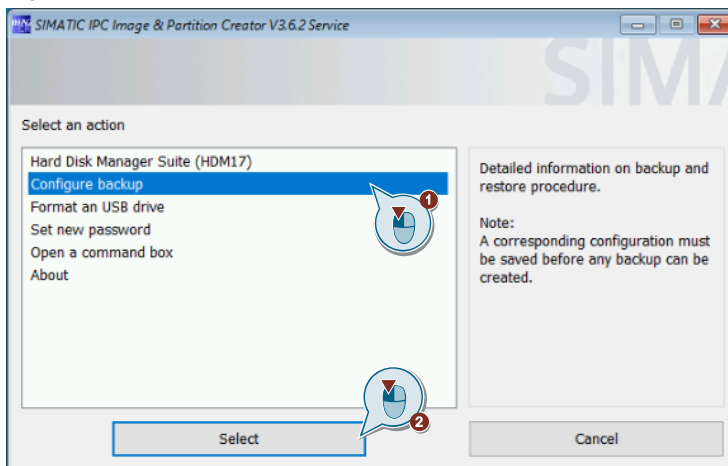 SIMATIC IPC Image & Partition Creator V3.6.2 Service
SIMA
Select an action
Hard Disk Manager Suite (HDM17)
Configure backup
Format an USB drive
Set new password
Open a command box
About
Detailed information on backup and
restore procedure.
Note:
A corresponding configuration must
be saved before any backup can be
created.
1
2
Select
Cancel